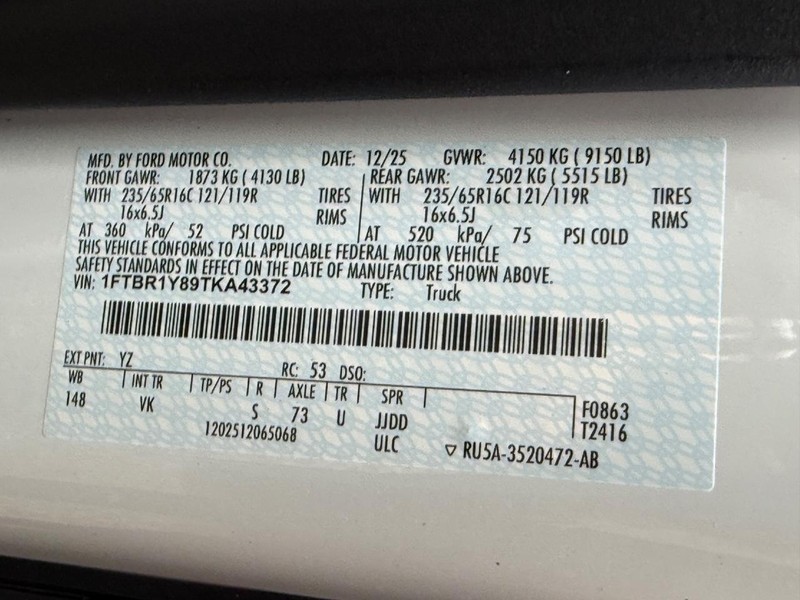 MFD. BY FORD MOTOR CO. DATE: 12/25 GVWR: 4150 KG ( 9150 LB)
FRONT GAWR: 1873 KG ( 4130 LB) REAR GAWR: 2502 KG ( 5515 LB)
WITH 235/65R16C 121/119R TIRES WITH 235/65R16C 121/119R TIRES
16x6.5J RIMS 16x6.5J RIMS
AT 360 kPa/ 52 PSI COLD AT 520 kPa/ 75 PSI COLD
THIS VEHICLE CONFORMS TO ALL APPLICABLE FEDERAL MOTOR VEHICLE
SAFETY STANDARDS IN EFFECT ON THE DATE OF MANUFACTURE SHOWN ABOVE.
VIN: 1FTBR1Y89TKA43372 TYPE: Truck
EXT PNT: YZ RC: 53 DSO:
WB INT TR TP/PS R AXLE TR SPR
148 VK S 73 U JJDD F0863
1202512065068 ULC T2416
RU5A-3520472-AB